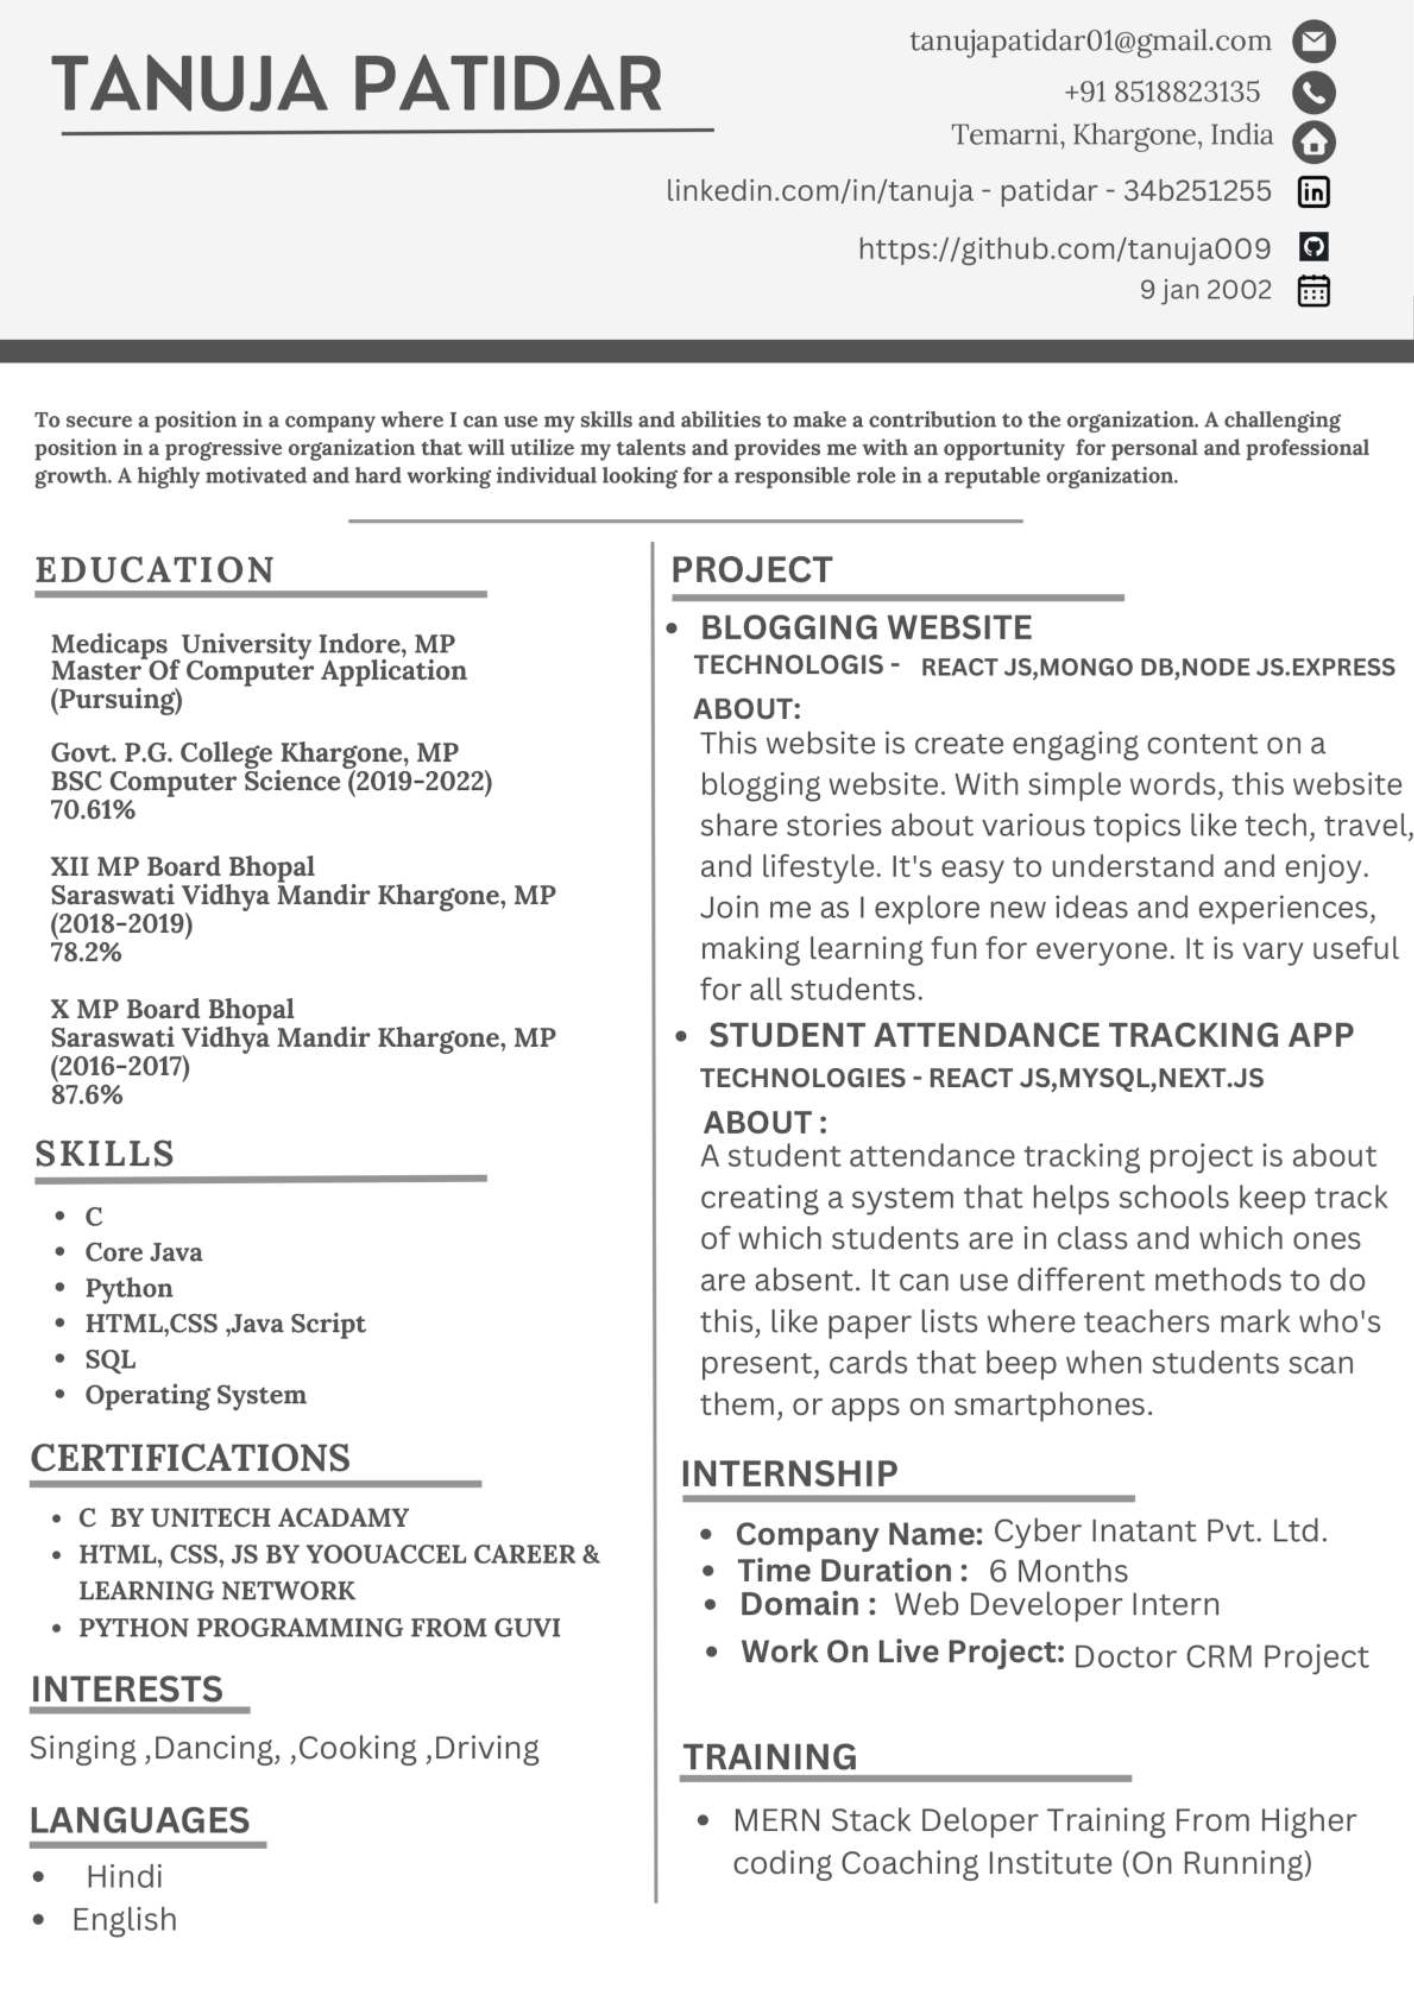 TANUJA PATIDAR
tanujapatidar01@gmail.com
+91 8518823135
Temarni, Khargone, India
linkedin.com/in/tanuja - patidar - 34b251255
https://github.com/tanuja009
9 jan 2002
To secure a position in a company where I can use my skills and abilities to make a contribution to the organization. A challenging
position in a progressive organization that will utilize my talents and provides me with an opportunity for personal and professional
growth. A highly motivated and hard working individual looking for a responsible role in a reputable organization.
EDUCATION
Medicaps University Indore, MP
Master Of Computer Application
(Pursuing)
Govt. P.G. College Khargone, MP
BSC Computer Science (2019-2022)
70.61%
XII MP Board Bhopal
Saraswati Vidhya Mandir Khargone, MP
(2018-2019)
78.2%
X MP Board Bhopal
Saraswati Vidhya Mandir Khargone, MP
(2016-2017)
87.6%
SKILLS
• C
• Core Java
• Python
• HTML,CSS ,Java Script
• SQL
• Operating System
CERTIFICATIONS
• C BY UNITECH ACADAMY
• HTML, CSS, JS BY YOOUACCEL CAREER &
LEARNING NETWORK
• PYTHON PROGRAMMING FROM GUVI
INTERESTS
Singing ,Dancing, ,Cooking ,Driving
LANGUAGES
• Hindi
• English
PROJECT
• BLOGGING WEBSITE
TECHNOLOGIS - REACT JS,MONGO DB,NODE JS.EXPRESS
ABOUT:
This website is create engaging content on a
blogging website. With simple words, this website
share stories about various topics like tech, travel,
and lifestyle. It's easy to understand and enjoy.
Join me as I explore new ideas and experiences,
making learning fun for everyone. It is vary useful
for all students.
• STUDENT ATTENDANCE TRACKING APP
TECHNOLOGIES - REACT JS,MYSQL,NEXT.JS
ABOUT :
A student attendance tracking project is about
creating a system that helps schools keep track
of which students are in class and which ones
are absent. It can use different methods to do
this, like paper lists where teachers mark who's
present, cards that beep when students scan
them, or apps on smartphones.
INTERNSHIP
• Company Name: Cyber Inatant Pvt. Ltd.
• Time Duration : 6 Months
• Domain : Web Developer Intern
• Work On Live Project: Doctor CRM Project
TRAINING
• MERN Stack Deloper Training From Higher
coding Coaching Institute (On Running)